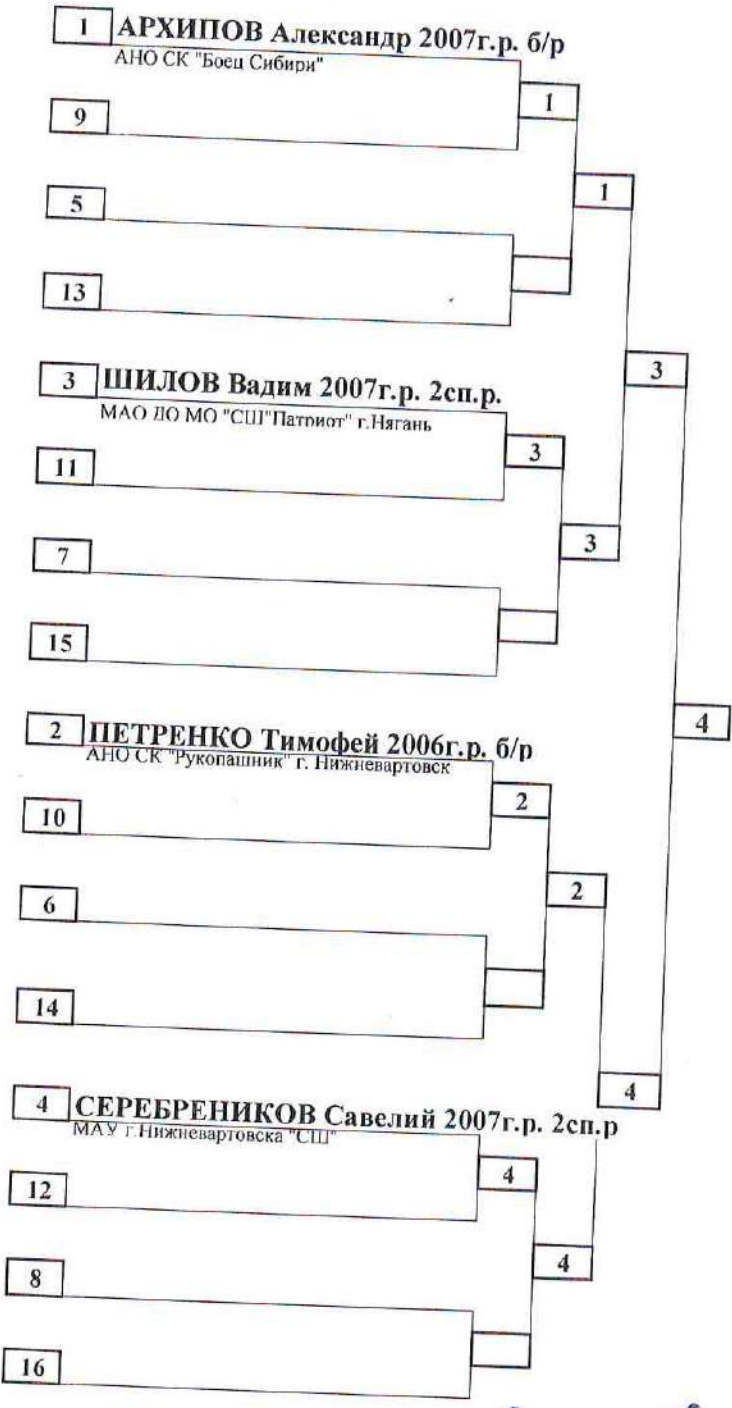 1 АРХИПОВ Александр 2007г.р. б/р
АНО СК "Боец Сибири"
1
9
1
5
13
3
3 ШИЛОВ Вадим 2007г.р. 2сп.р.
МАО ДО МО "СШ"Патриот" г.Нягань
3
11
3
7
15
4
2 ПЕТРЕНКО Тимофей 2006г.р. б/р
АНО СК "Рукопашник" г. Нижневартовск
2
10
2
6
14
4
4 СЕРЕБРЕНИКОВ Савелий 2007г.р. 2сп.р
МАУ г.Нижневартовска "СШ"
4
12
4
8
16